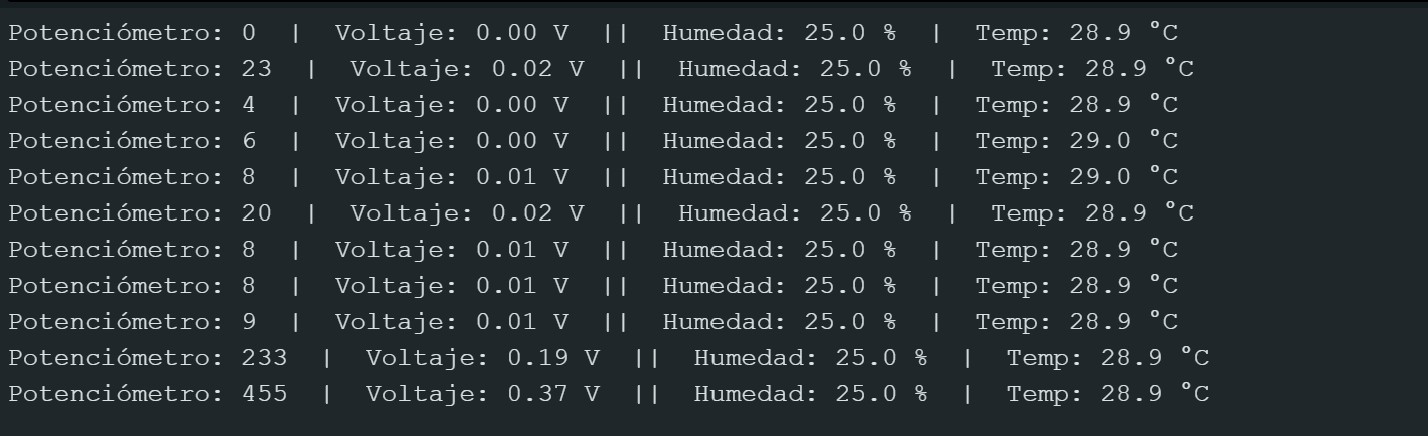 Potenciómetro: 0  |  Voltaje: 0.00 V  ||  Humedad: 25.0 %  |  Temp: 28.9 °C
Potenciómetro: 23  |  Voltaje: 0.02 V  ||  Humedad: 25.0 %  |  Temp: 28.9 °C
Potenciómetro: 4  |  Voltaje: 0.00 V  ||  Humedad: 25.0 %  |  Temp: 28.9 °C
Potenciómetro: 6  |  Voltaje: 0.00 V  ||  Humedad: 25.0 %  |  Temp: 29.0 °C
Potenciómetro: 8  |  Voltaje: 0.01 V  ||  Humedad: 25.0 %  |  Temp: 29.0 °C
Potenciómetro: 20  |  Voltaje: 0.02 V  ||  Humedad: 25.0 %  |  Temp: 28.9 °C
Potenciómetro: 8  |  Voltaje: 0.01 V  ||  Humedad: 25.0 %  |  Temp: 28.9 °C
Potenciómetro: 8  |  Voltaje: 0.01 V  ||  Humedad: 25.0 %  |  Temp: 28.9 °C
Potenciómetro: 9  |  Voltaje: 0.01 V  ||  Humedad: 25.0 %  |  Temp: 28.9 °C
Potenciómetro: 233  |  Voltaje: 0.19 V  ||  Humedad: 25.0 %  |  Temp: 28.9 °C
Potenciómetro: 455  |  Voltaje: 0.37 V  ||  Humedad: 25.0 %  |  Temp: 28.9 °C